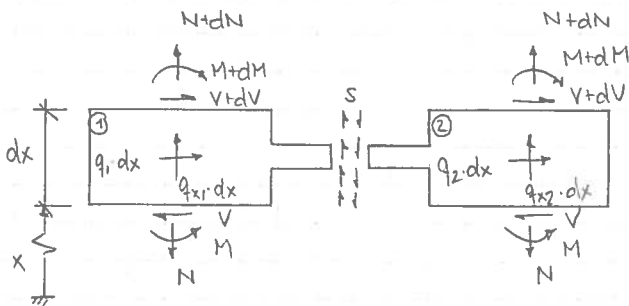 N+dN N+dN
M+dM M+dM
V+dV S V+dV
① ②
dx q₁·dx q₂·dx
qₓ₁·dx qₓ₂·dx
V V
x M M
N N